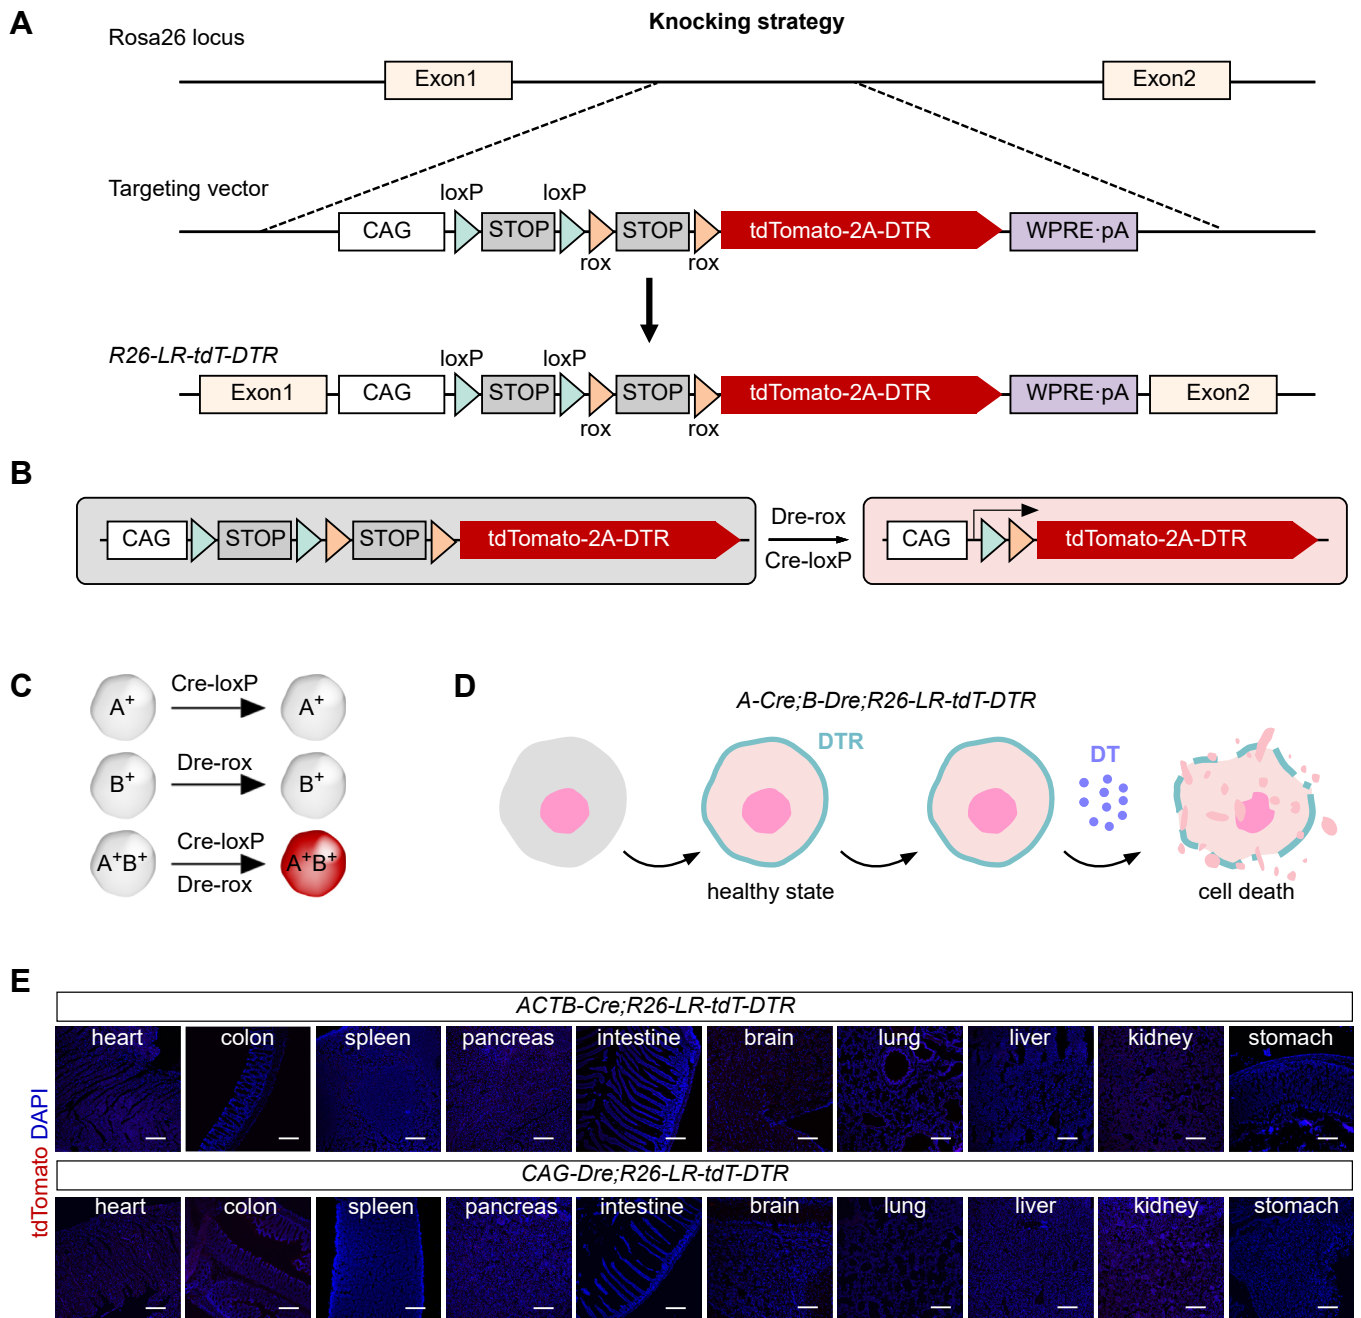 A
Knocking strategy
Rosa26 locus
Exon1 Exon2
Targeting vector
loxP loxP
CAG STOP STOP tdTomato-2A-DTR WPRE·pA
rox rox
R26-LR-tdT-DTR
loxP loxP
Exon1 CAG STOP STOP tdTomato-2A-DTR WPRE·pA Exon2
rox rox
B
CAG STOP STOP tdTomato-2A-DTR
Dre-rox
Cre-loxP
CAG tdTomato-2A-DTR
C
Cre-loxP
A+ A+
Dre-rox
B+ B+
Cre-loxP
A+B+ A+B+
Dre-rox
D
A-Cre;B-Dre;R26-LR-tdT-DTR
DTR
DT
healthy state
cell death
E
tdTomato DAPI
ACTB-Cre;R26-LR-tdT-DTR
heart colon spleen pancreas intestine brain lung liver kidney stomach
CAG-Dre;R26-LR-tdT-DTR
heart colon spleen pancreas intestine brain lung liver kidney stomach